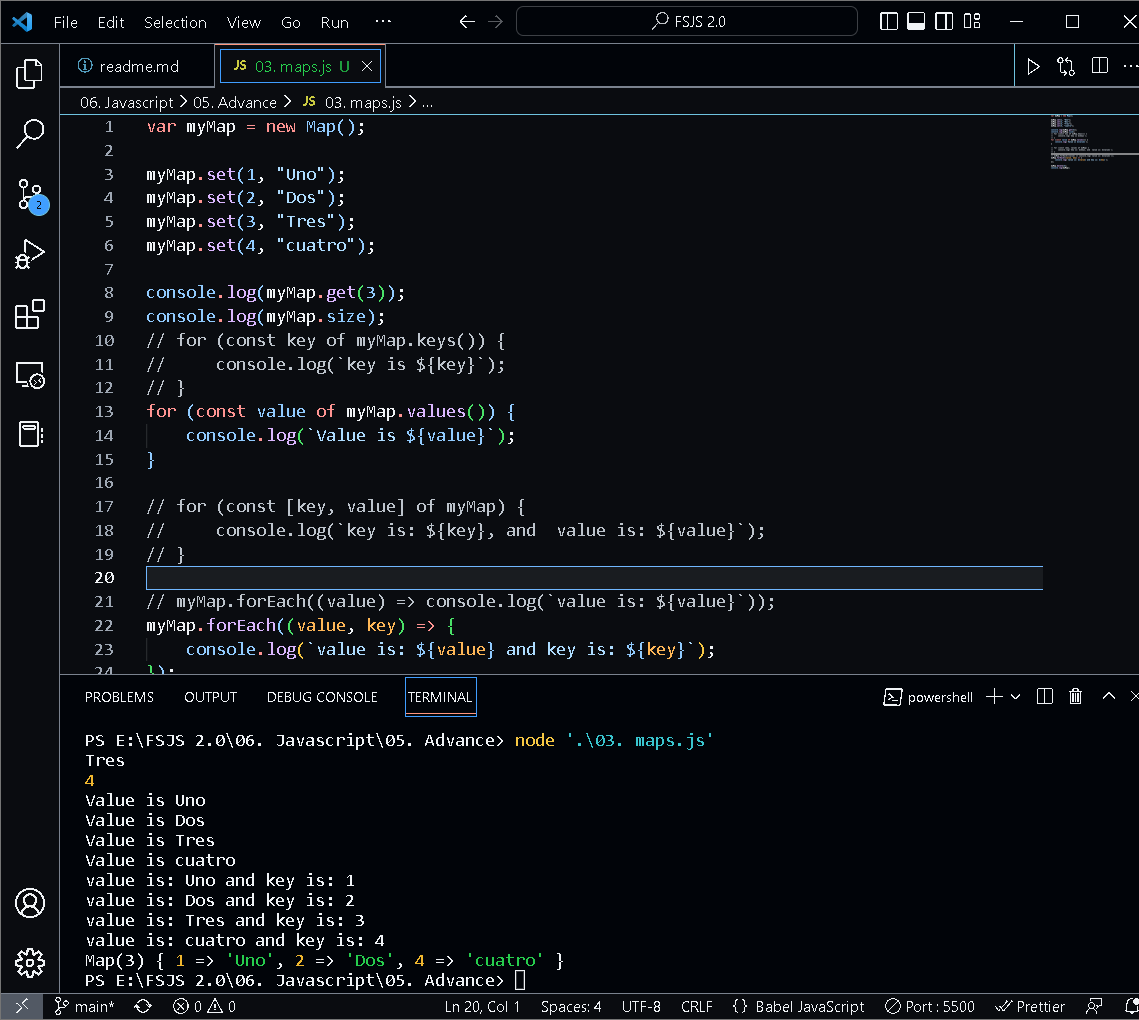 File Edit Selection View Go Run ··· FSJS 2.0
readme.md JS 03. maps.js U
06. Javascript > 05. Advance > JS 03. maps.js > ...
1 var myMap = new Map();
2
3 myMap.set(1, "Uno");
4 myMap.set(2, "Dos");
5 myMap.set(3, "Tres");
6 myMap.set(4, "cuatro");
7
8 console.log(myMap.get(3));
9 console.log(myMap.size);
10 // for (const key of myMap.keys()) {
11 //     console.log(`key is ${key}`);
12 // }
13 for (const value of myMap.values()) {
14     console.log(`Value is ${value}`);
15 }
16
17 // for (const [key, value] of myMap) {
18 //     console.log(`key is: ${key}, and  value is: ${value}`);
19 // }
20
21 // myMap.forEach((value) => console.log(`value is: ${value}`));
22 myMap.forEach((value, key) => {
23     console.log(`value is: ${value} and key is: ${key}`);
24 });
PROBLEMS OUTPUT DEBUG CONSOLE TERMINAL powershell
PS E:\FSJS 2.0\06. Javascript\05. Advance> node '.\03. maps.js'
Tres
4
Value is Uno
Value is Dos
Value is Tres
Value is cuatro
value is: Uno and key is: 1
value is: Dos and key is: 2
value is: Tres and key is: 3
value is: cuatro and key is: 4
Map(3) { 1 => 'Uno', 2 => 'Dos', 4 => 'cuatro' }
PS E:\FSJS 2.0\06. Javascript\05. Advance>
main* 0 0 Ln 20, Col 1 Spaces: 4 UTF-8 CRLF {} Babel JavaScript Port : 5500 Prettier
2